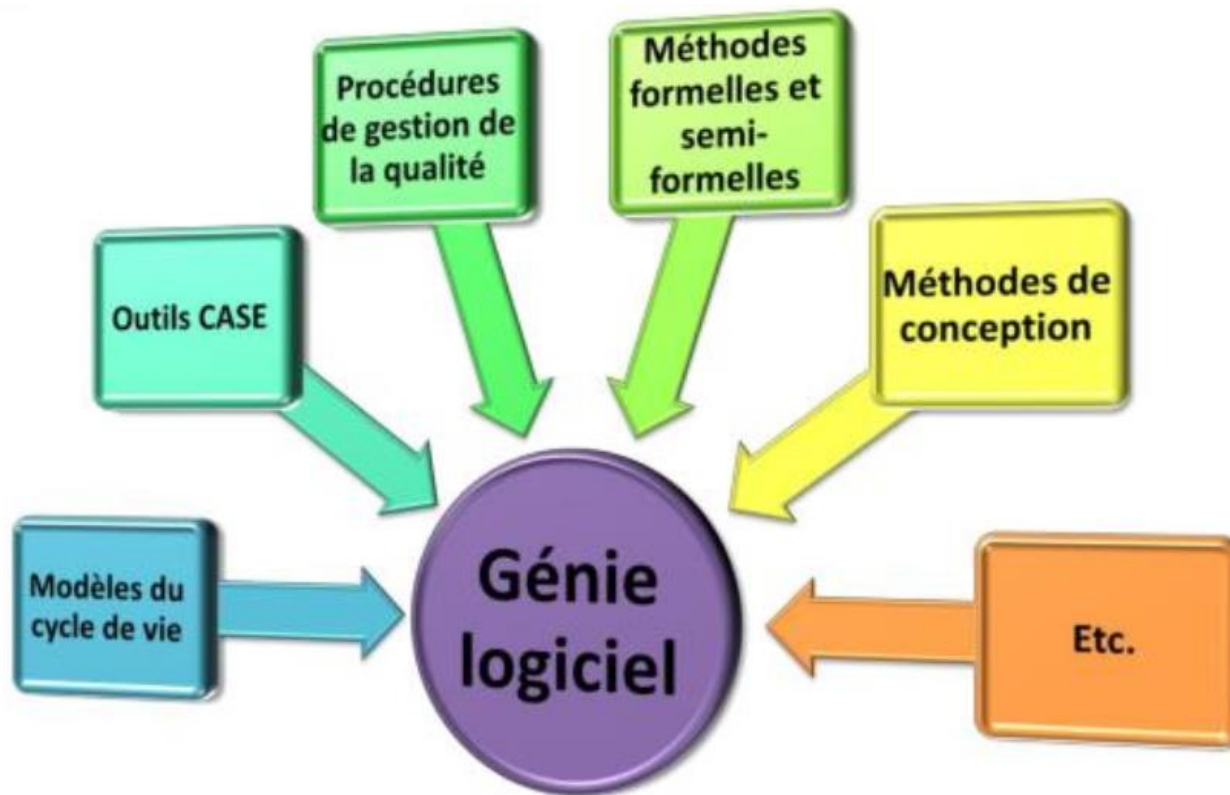 Procédures
de gestion de
la qualité
Méthodes
formelles et
semi-
formelles
Outils CASE
Méthodes de
conception
Modèles du
cycle de vie
Génie
logiciel
Etc.